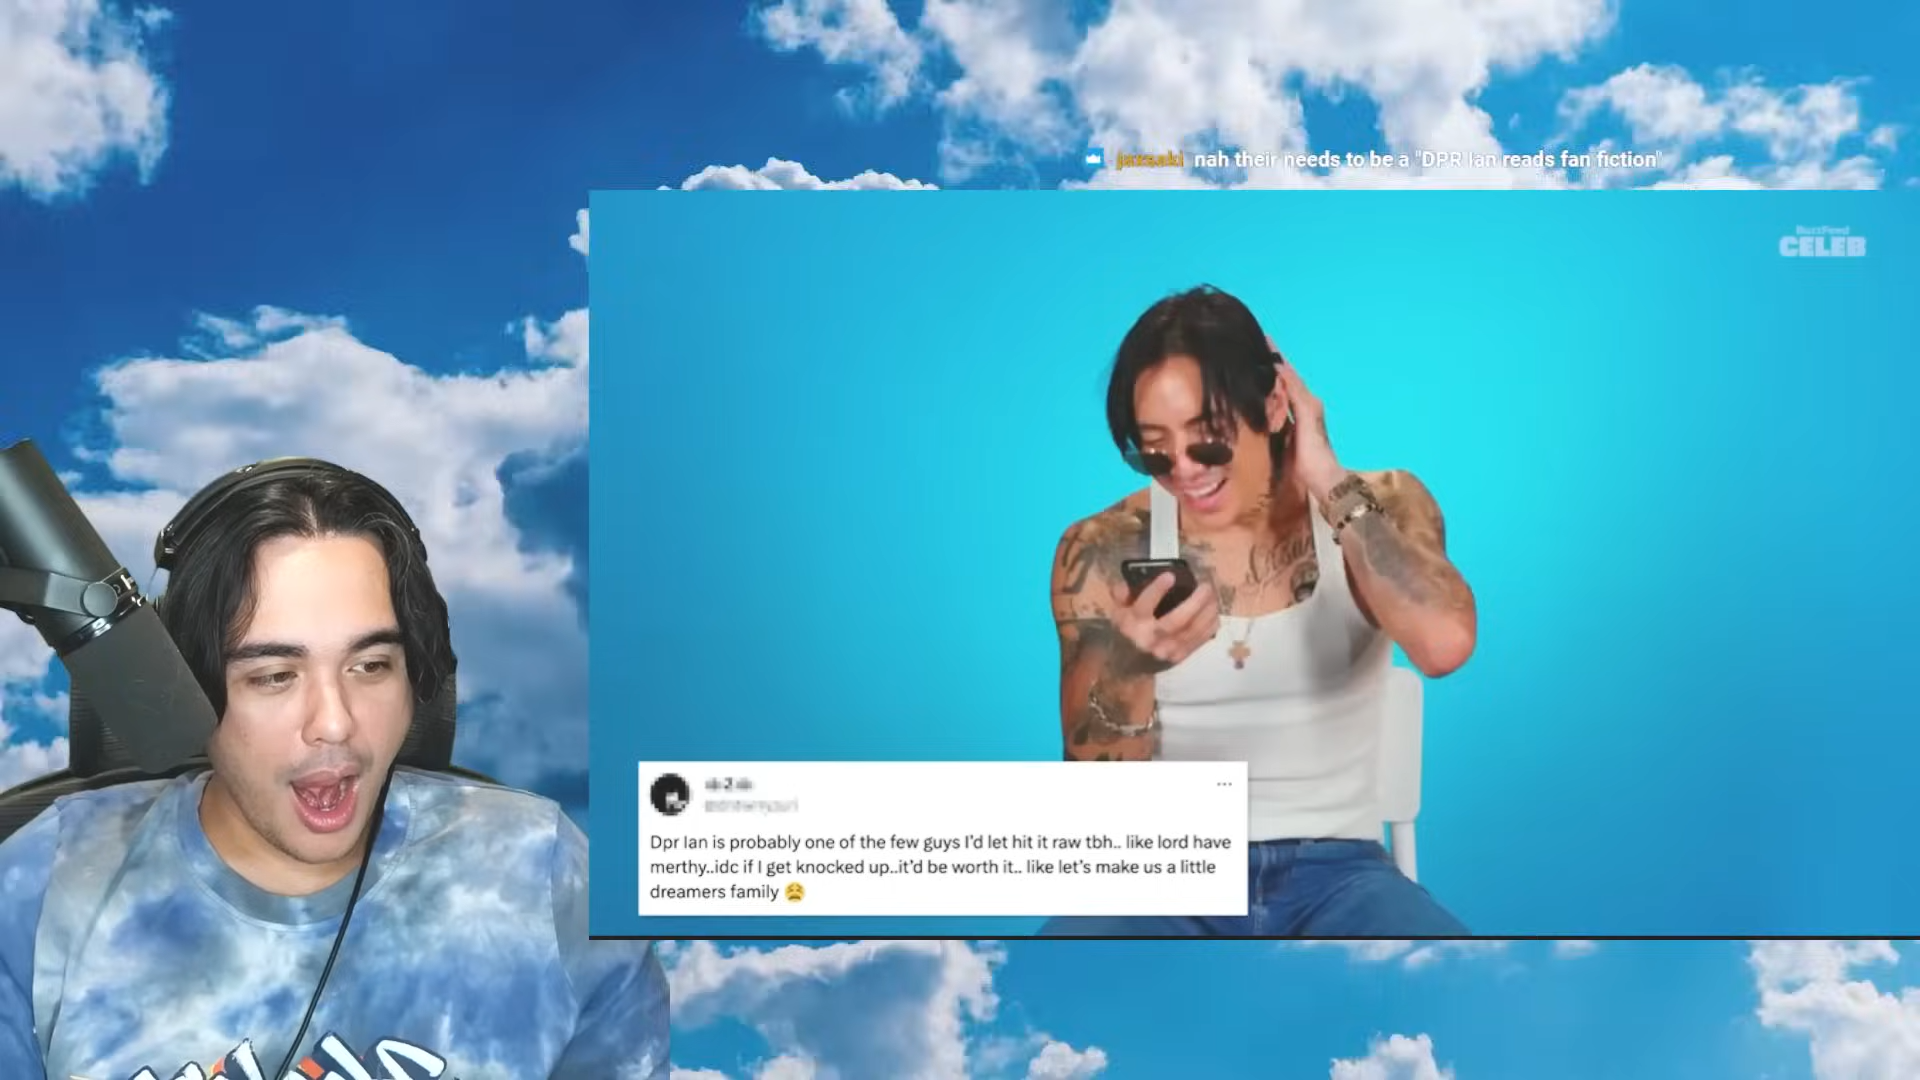 jazsaki nah their needs to be a "DPR Ian reads fan fiction"
BuzzFeed
CELEB
Dpr Ian is probably one of the few guys I'd let hit it raw tbh.. like lord have
merthy..idc if I get knocked up..it'd be worth it.. like let's make us a little
dreamers family 😫